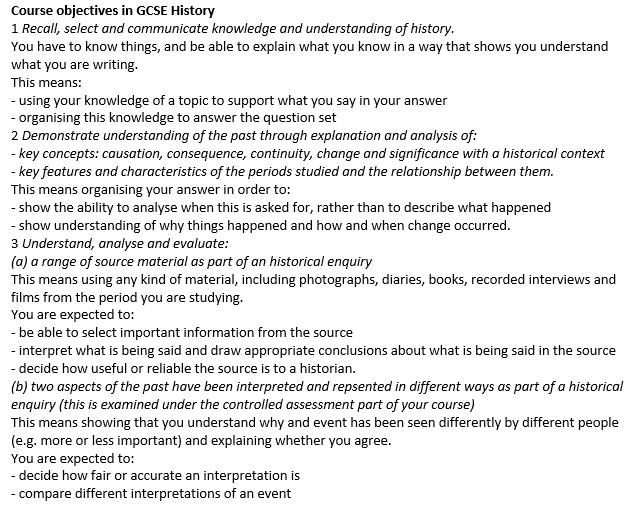 Course objectives in GCSE History
1 Recall, select and communicate knowledge and understanding of history.
You have to know things, and be able to explain what you know in a way that shows you understand
what you are writing.
This means:
- using your knowledge of a topic to support what you say in your answer
- organising this knowledge to answer the question set
2 Demonstrate understanding of the past through explanation and analysis of:
- key concepts: causation, consequence, continuity, change and significance with a historical context
- key features and characteristics of the periods studied and the relationship between them.
This means organising your answer in order to:
- show the ability to analyse when this is asked for, rather than to describe what happened
- show understanding of why things happened and how and when change occurred.
3 Understand, analyse and evaluate:
(a) a range of source material as part of an historical enquiry
This means using any kind of material, including photographs, diaries, books, recorded interviews and
films from the period you are studying.
You are expected to:
- be able to select important information from the source
- interpret what is being said and draw appropriate conclusions about what is being said in the source
- decide how useful or reliable the source is to a historian.
(b) two aspects of the past have been interpreted and repsented in different ways as part of a historical
enquiry (this is examined under the controlled assessment part of your course)
This means showing that you understand why and event has been seen differently by different people
(e.g. more or less important) and explaining whether you agree.
You are expected to:
- decide how fair or accurate an interpretation is
- compare different interpretations of an event